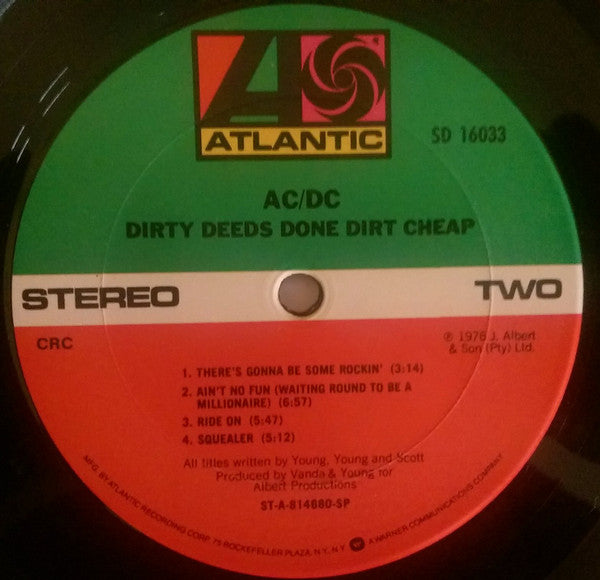 ATLANTIC
SD 16033
AC/DC
DIRTY DEEDS DONE DIRT CHEAP
STEREO
TWO
CRC
℗ 1976 J. Albert
& Son (Pty) Ltd.
1. THERE'S GONNA BE SOME ROCKIN' (3:14)
2. AIN'T NO FUN (WAITING ROUND TO BE A
MILLIONAIRE) (6:57)
3. RIDE ON (5:47)
4. SQUEALER (5:12)
All titles written by Young, Young and Scott
Produced by Vanda & Young for
Albert Productions
ST-A-814680-SP
MFG. BY ATLANTIC RECORDING CORP. 75 ROCKEFELLER PLAZA, N.Y., N.Y. A WARNER COMMUNICATIONS COMPANY